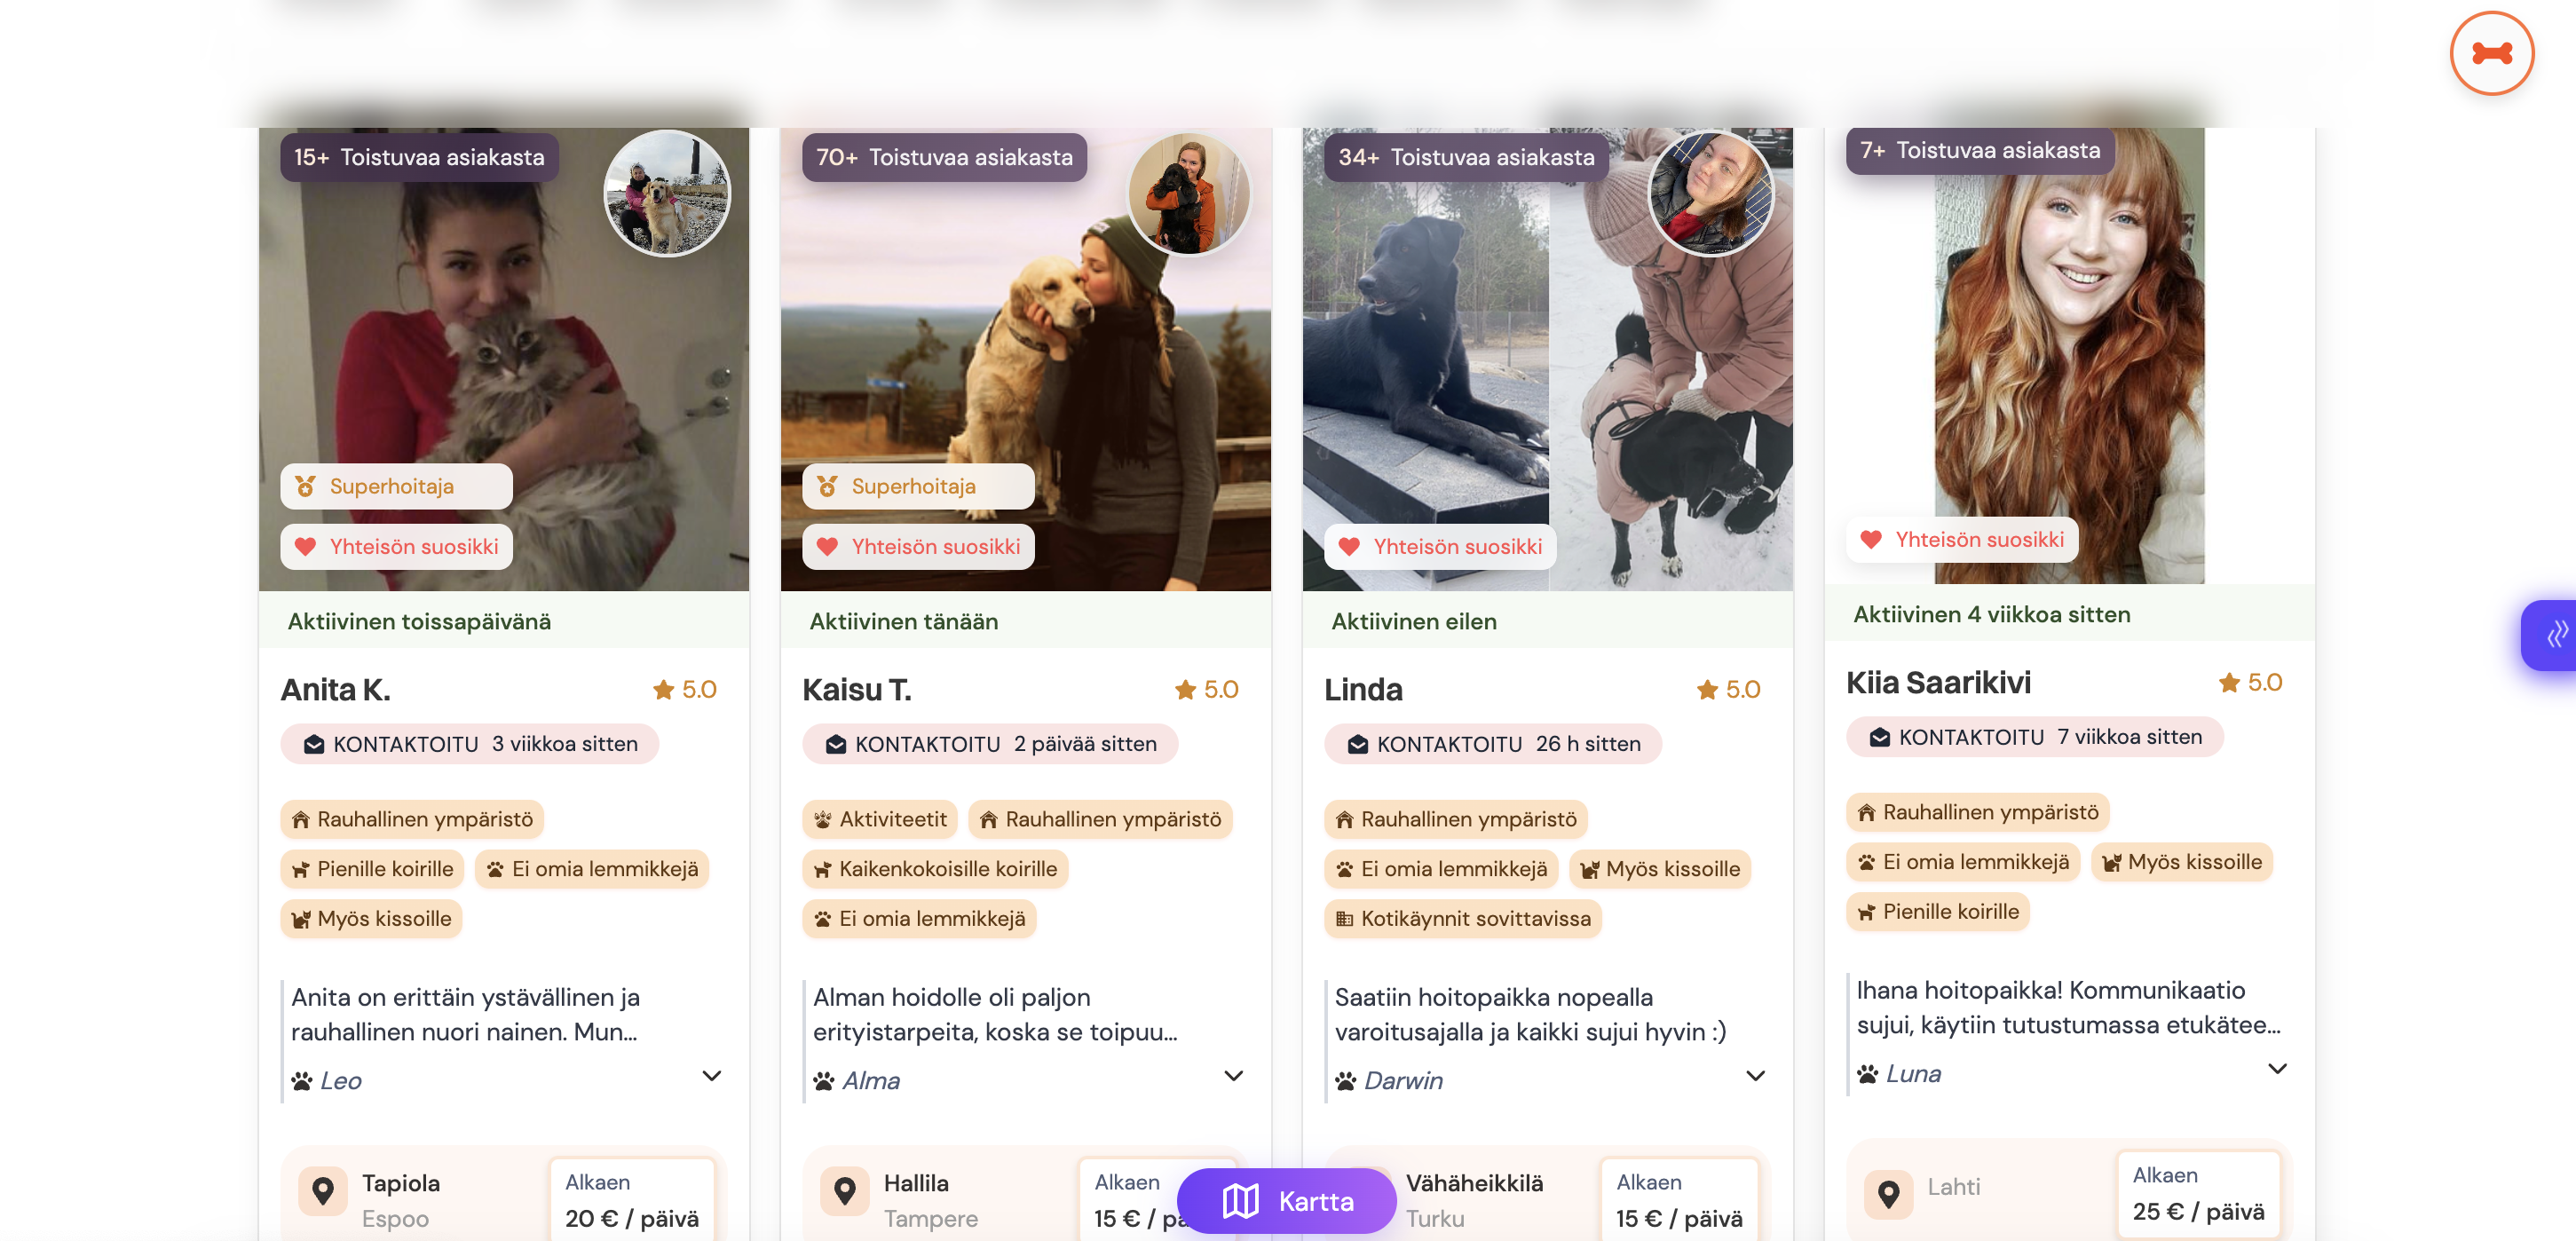 15+ Toistuvaa asiakasta
Superhoitaja
Yhteisön suosikki
Aktiivinen toissapäivänä
Anita K.
5.0
KONTAKTOITU 3 viikkoa sitten
Rauhallinen ympäristö
Pienille koirille
Ei omia lemmikkejä
Myös kissoille
Anita on erittäin ystävällinen ja
rauhallinen nuori nainen. Mun...
Leo
Tapiola
Espoo
Alkaen
20 € / päivä
70+ Toistuvaa asiakasta
Superhoitaja
Yhteisön suosikki
Aktiivinen tänään
Kaisu T.
5.0
KONTAKTOITU 2 päivää sitten
Aktiviteetit
Rauhallinen ympäristö
Kaikenkokoisille koirille
Ei omia lemmikkejä
Alman hoidolle oli paljon
erityistarpeita, koska se toipuu...
Alma
Hallila
Tampere
Alkaen
15 € / pä
Kartta
34+ Toistuvaa asiakasta
Yhteisön suosikki
Aktiivinen eilen
Linda
5.0
KONTAKTOITU 26 h sitten
Rauhallinen ympäristö
Ei omia lemmikkejä
Myös kissoille
Kotikäynnit sovittavissa
Saatiin hoitopaikka nopealla
varoitusajalla ja kaikki sujui hyvin :)
Darwin
Vähäheikkilä
Turku
Alkaen
15 € / päivä
7+ Toistuvaa asiakasta
Yhteisön suosikki
Aktiivinen 4 viikkoa sitten
Kiia Saarikivi
5.0
KONTAKTOITU 7 viikkoa sitten
Rauhallinen ympäristö
Ei omia lemmikkejä
Myös kissoille
Pienille koirille
Ihana hoitopaikka! Kommunikaatio
sujui, käytiin tutustumassa etukätee...
Luna
Lahti
Alkaen
25 € / päivä